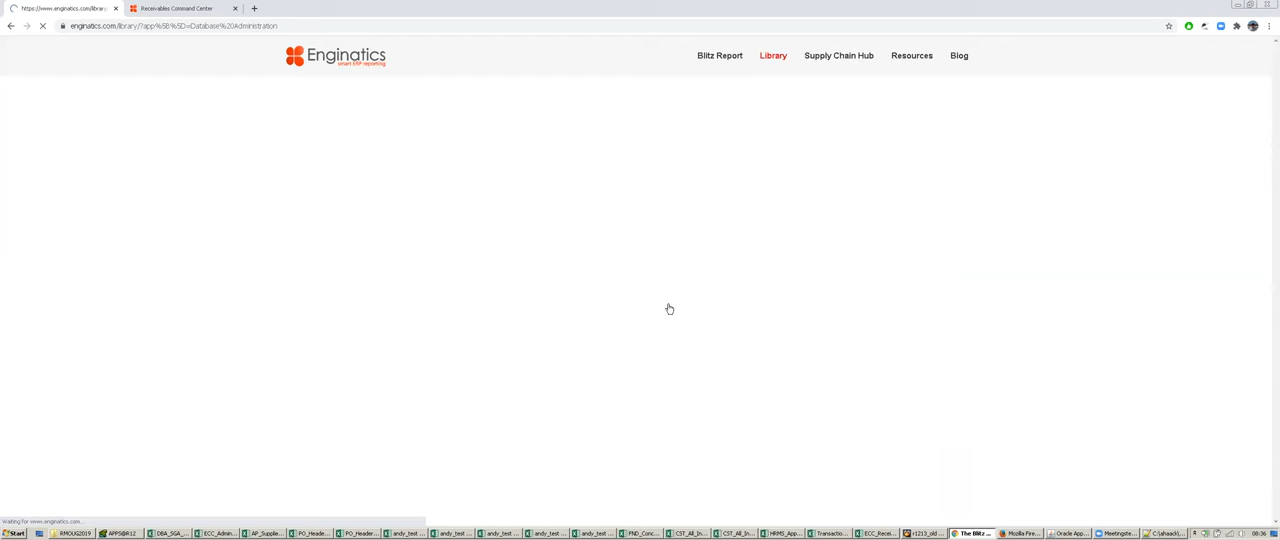 https://www.enginatics.com/library
Receivables Command Center
enginatics.com/library/?app%5B%5D=Database%20Administration
Enginatics
smart ERP reporting
Blitz Report
Library
Supply Chain Hub
Resources
Blog
Waiting for www.enginatics.com...
Start
RMOUG2019
APPS@R12
DBA_SGA_...
ECC_Admin...
AP_Supplie...
PO_Heade...
PO_Header...
andy_test ...
andy_test ...
andy_test ...
andy_test ...
andy_test ...
FND_Conc...
CST_All_In...
CST_All_In...
HRMS_App...
Transactio...
ECC_Recei...
r1213_old ...
The Blitz ...
Mozilla Fire...
Oracle App...
Meetingste...
C:\ahaack\...
08:36